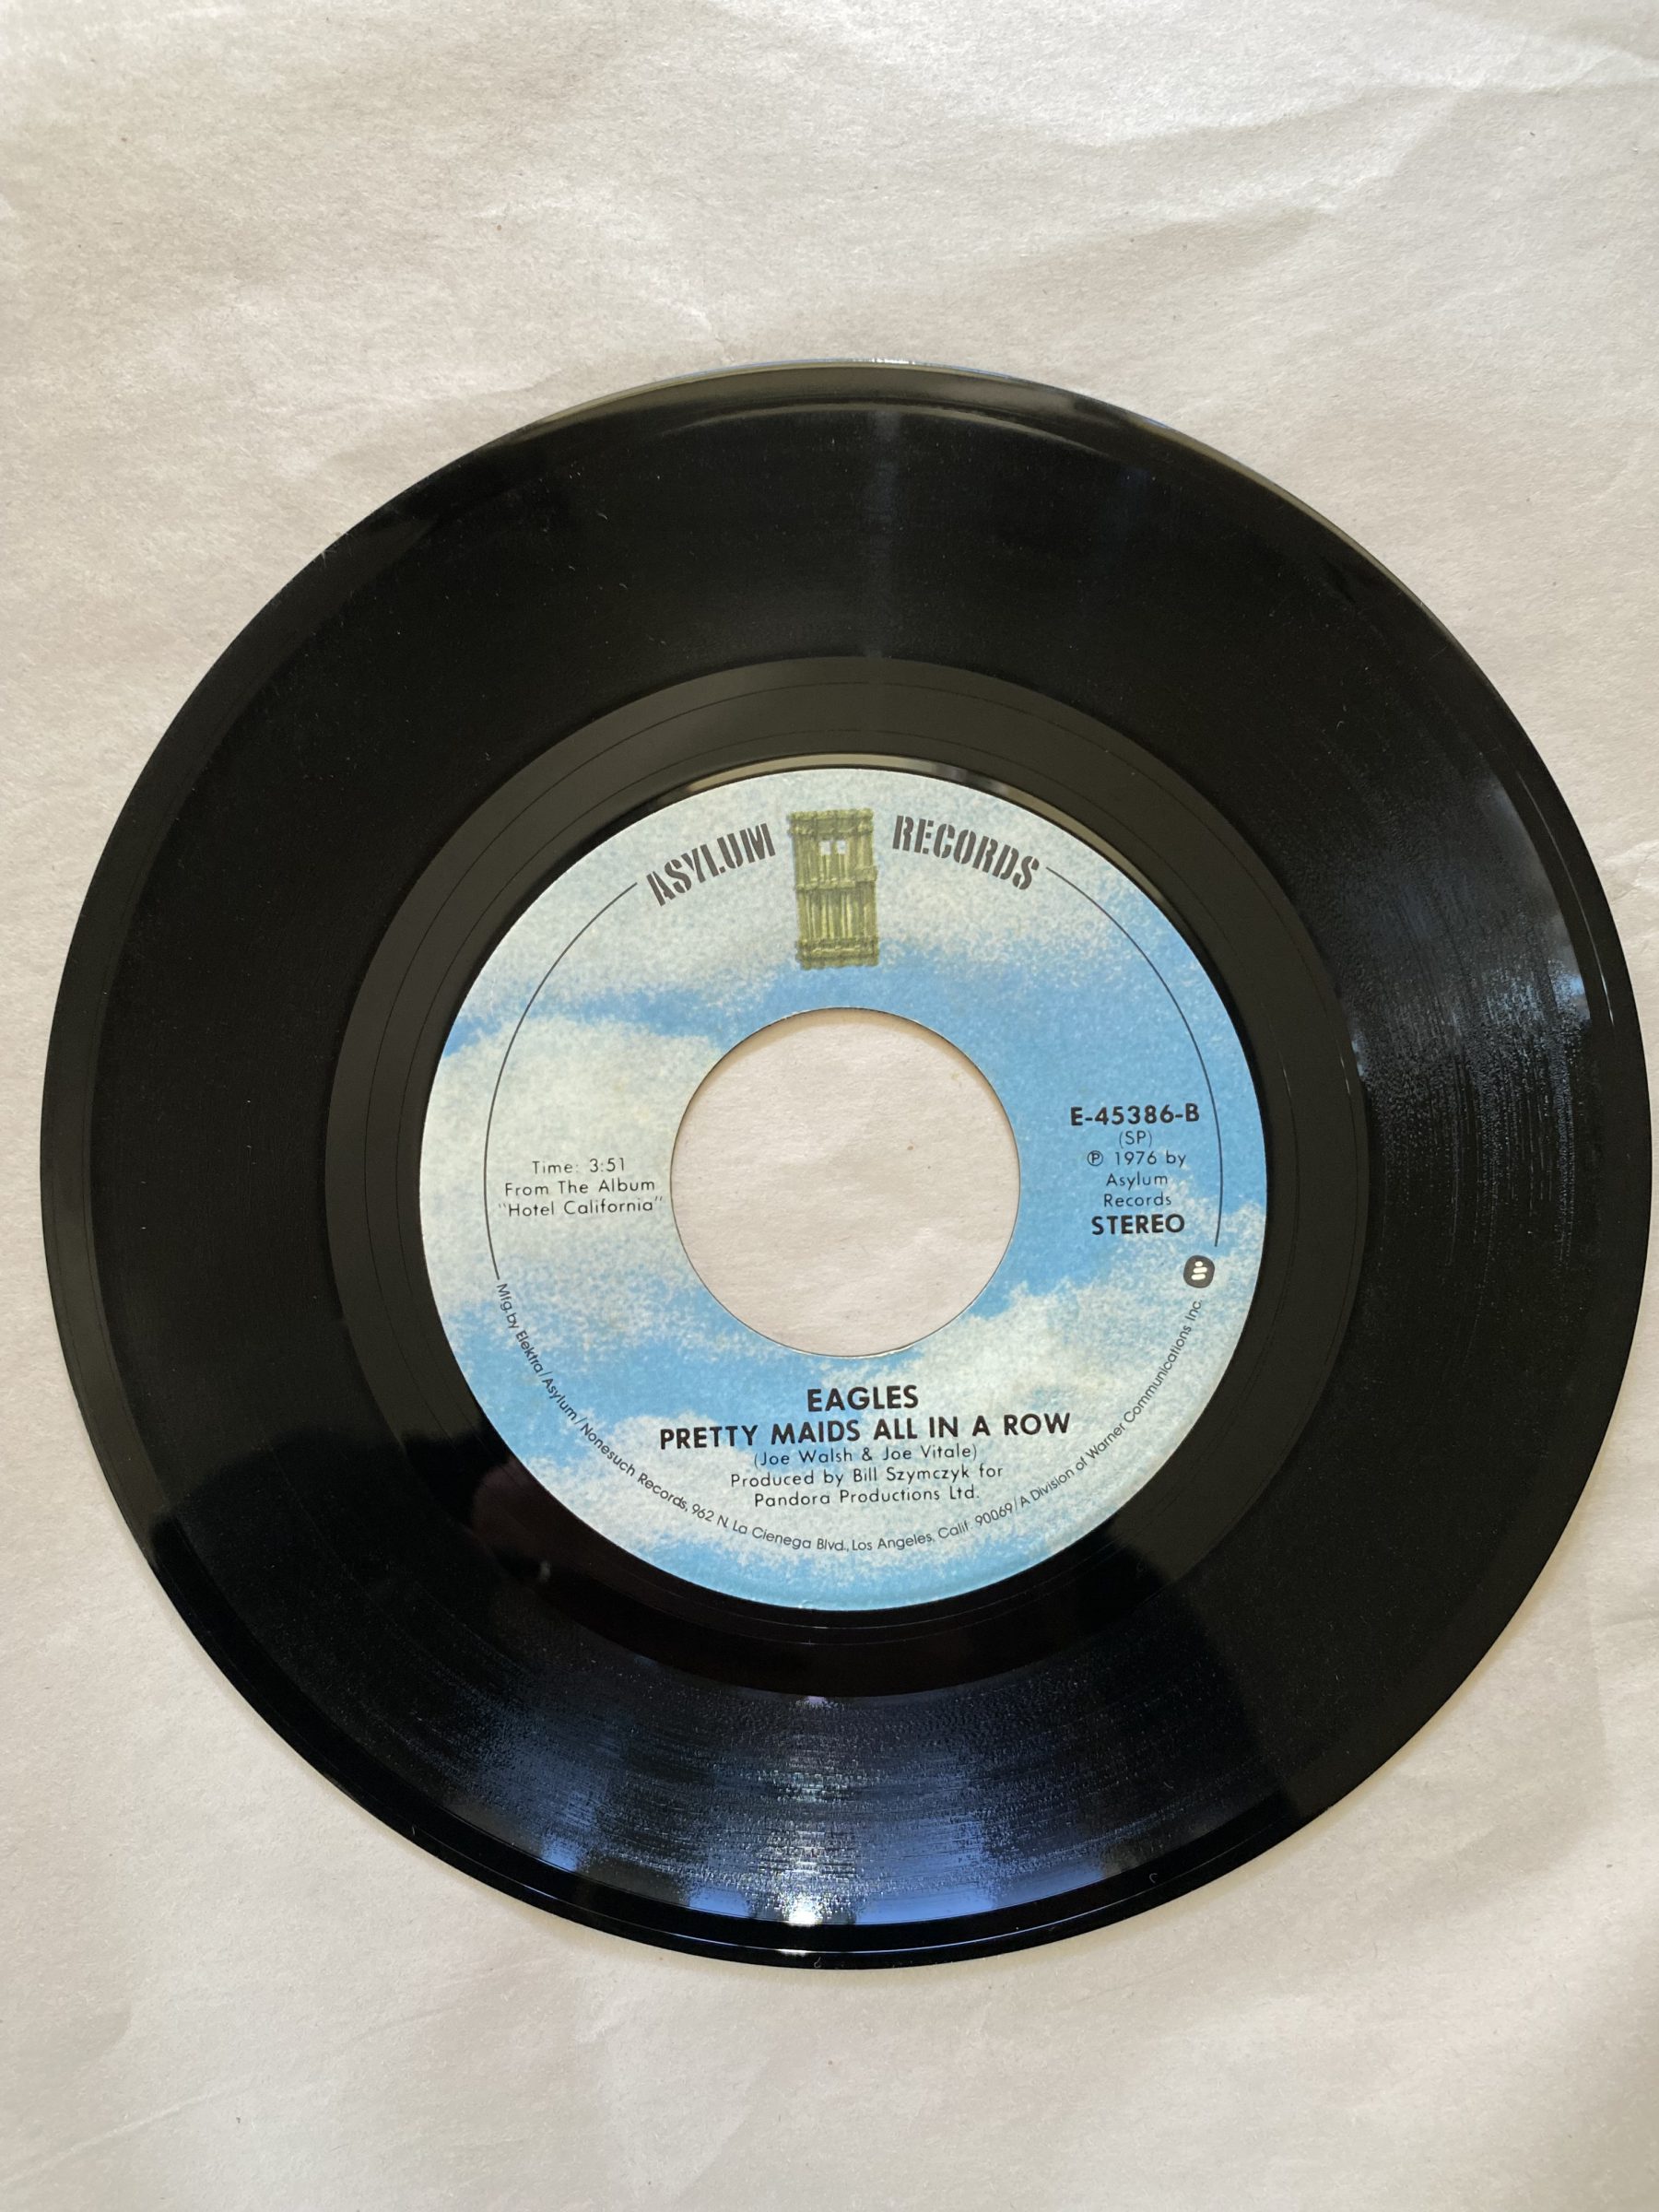 ASYLUM RECORDS
Time: 3:51
From The Album
"Hotel California"
E-45386-B
(SP)
℗ 1976 by
Asylum
Records
STEREO
EAGLES
PRETTY MAIDS ALL IN A ROW
(Joe Walsh & Joe Vitale)
Produced by Bill Szymczyk for
Pandora Productions Ltd.
Mfg. by Elektra/Asylum/Nonesuch Records, 962 N. La Cienega Blvd., Los Angeles, Calif. 90069/A Division of Warner Communications Inc.